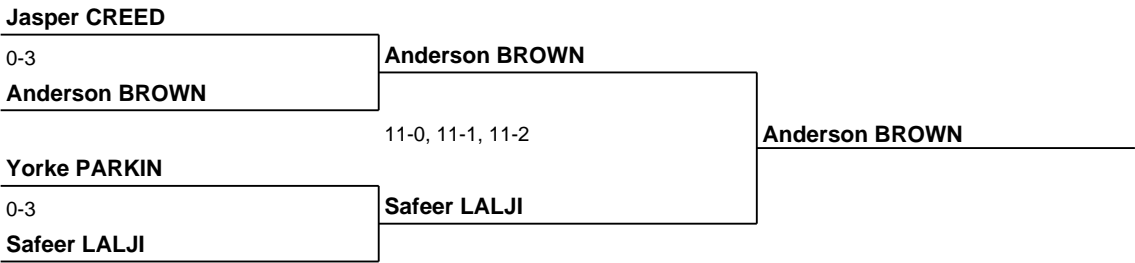 Jasper CREED
0-3
Anderson BROWN
Anderson BROWN
11-0, 11-1, 11-2
Anderson BROWN
Yorke PARKIN
0-3
Safeer LALJI
Safeer LALJI